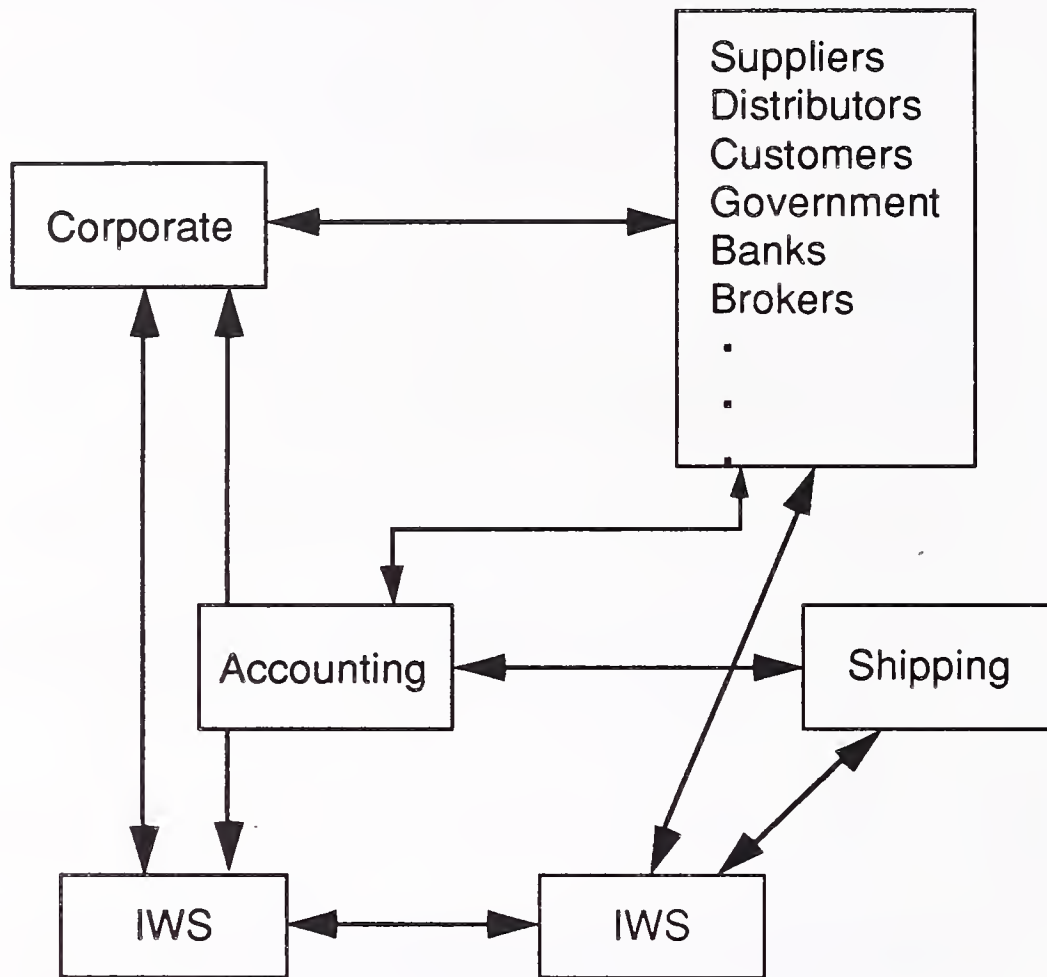 Suppliers
Distributors
Customers
Government
Banks
Brokers
.
.
.
Corporate
Accounting
Shipping
IWS
IWS